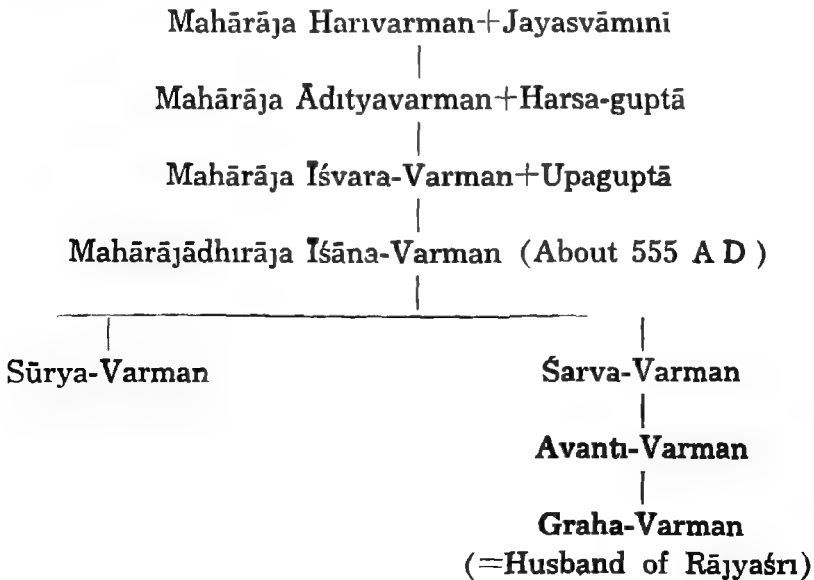 Mahārāja Harivarman+Jayasvāminī
Mahārāja Ādityavarman+Harsa-guptā
Mahārāja Īśvara-Varman+Upaguptā
Mahārājādhirāja Īśāna-Varman (About 555 A D )
Sūrya-Varman Śarva-Varman
Avanti-Varman
Graha-Varman
(=Husband of Rājyaśri)